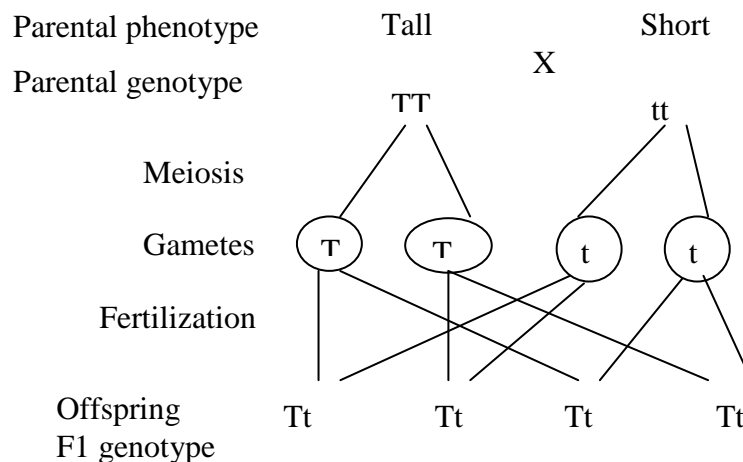 Parental phenotype Tall Short
X
Parental genotype TT tt
Meiosis
Gametes T T t t
Fertilization
Offspring Tt Tt Tt Tt
F1 genotype